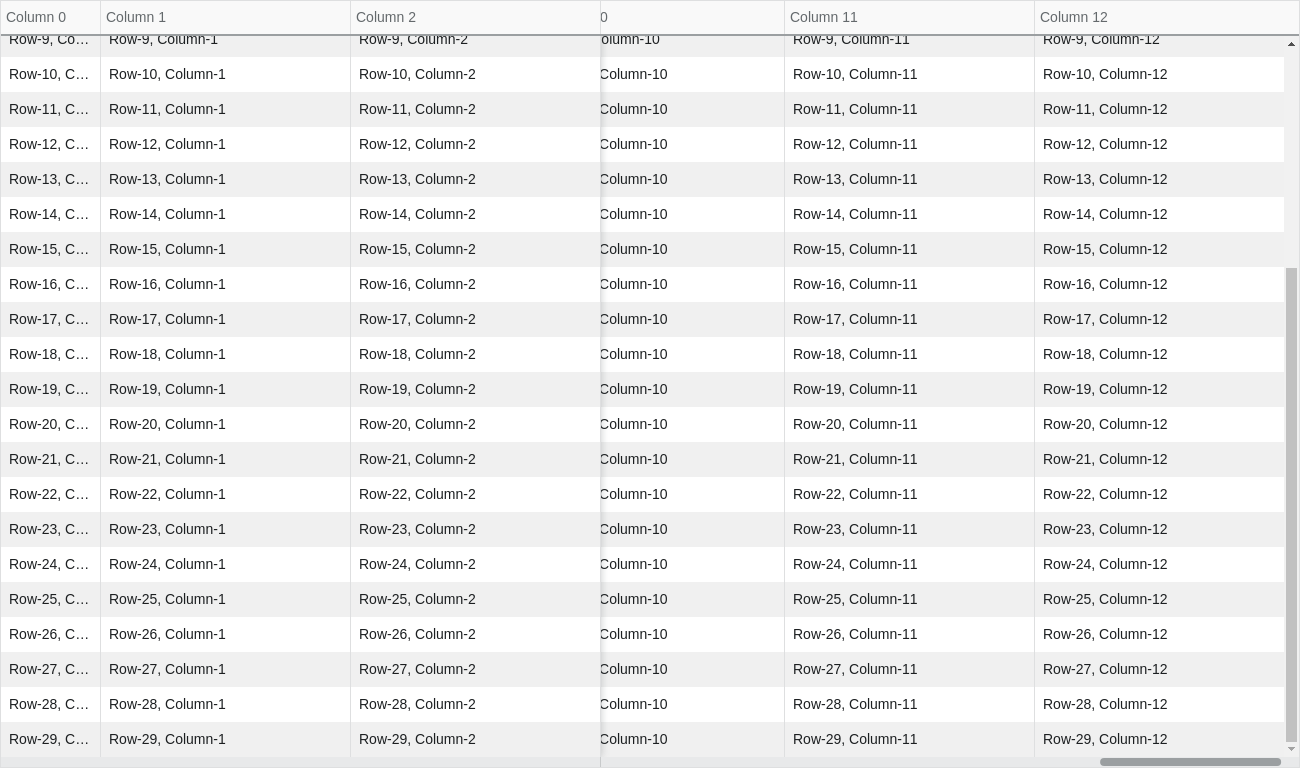 Column 0 Column 1 Column 2 0 Column 11 Column 12
Row-9, Co… Row-9, Column-1 Row-9, Column-2 olumn-10 Row-9, Column-11 Row-9, Column-12
Row-10, C… Row-10, Column-1 Row-10, Column-2 Column-10 Row-10, Column-11 Row-10, Column-12
Row-11, C… Row-11, Column-1 Row-11, Column-2 Column-10 Row-11, Column-11 Row-11, Column-12
Row-12, C… Row-12, Column-1 Row-12, Column-2 Column-10 Row-12, Column-11 Row-12, Column-12
Row-13, C… Row-13, Column-1 Row-13, Column-2 Column-10 Row-13, Column-11 Row-13, Column-12
Row-14, C… Row-14, Column-1 Row-14, Column-2 Column-10 Row-14, Column-11 Row-14, Column-12
Row-15, C… Row-15, Column-1 Row-15, Column-2 Column-10 Row-15, Column-11 Row-15, Column-12
Row-16, C… Row-16, Column-1 Row-16, Column-2 Column-10 Row-16, Column-11 Row-16, Column-12
Row-17, C… Row-17, Column-1 Row-17, Column-2 Column-10 Row-17, Column-11 Row-17, Column-12
Row-18, C… Row-18, Column-1 Row-18, Column-2 Column-10 Row-18, Column-11 Row-18, Column-12
Row-19, C… Row-19, Column-1 Row-19, Column-2 Column-10 Row-19, Column-11 Row-19, Column-12
Row-20, C… Row-20, Column-1 Row-20, Column-2 Column-10 Row-20, Column-11 Row-20, Column-12
Row-21, C… Row-21, Column-1 Row-21, Column-2 Column-10 Row-21, Column-11 Row-21, Column-12
Row-22, C… Row-22, Column-1 Row-22, Column-2 Column-10 Row-22, Column-11 Row-22, Column-12
Row-23, C… Row-23, Column-1 Row-23, Column-2 Column-10 Row-23, Column-11 Row-23, Column-12
Row-24, C… Row-24, Column-1 Row-24, Column-2 Column-10 Row-24, Column-11 Row-24, Column-12
Row-25, C… Row-25, Column-1 Row-25, Column-2 Column-10 Row-25, Column-11 Row-25, Column-12
Row-26, C… Row-26, Column-1 Row-26, Column-2 Column-10 Row-26, Column-11 Row-26, Column-12
Row-27, C… Row-27, Column-1 Row-27, Column-2 Column-10 Row-27, Column-11 Row-27, Column-12
Row-28, C… Row-28, Column-1 Row-28, Column-2 Column-10 Row-28, Column-11 Row-28, Column-12
Row-29, C… Row-29, Column-1 Row-29, Column-2 Column-10 Row-29, Column-11 Row-29, Column-12